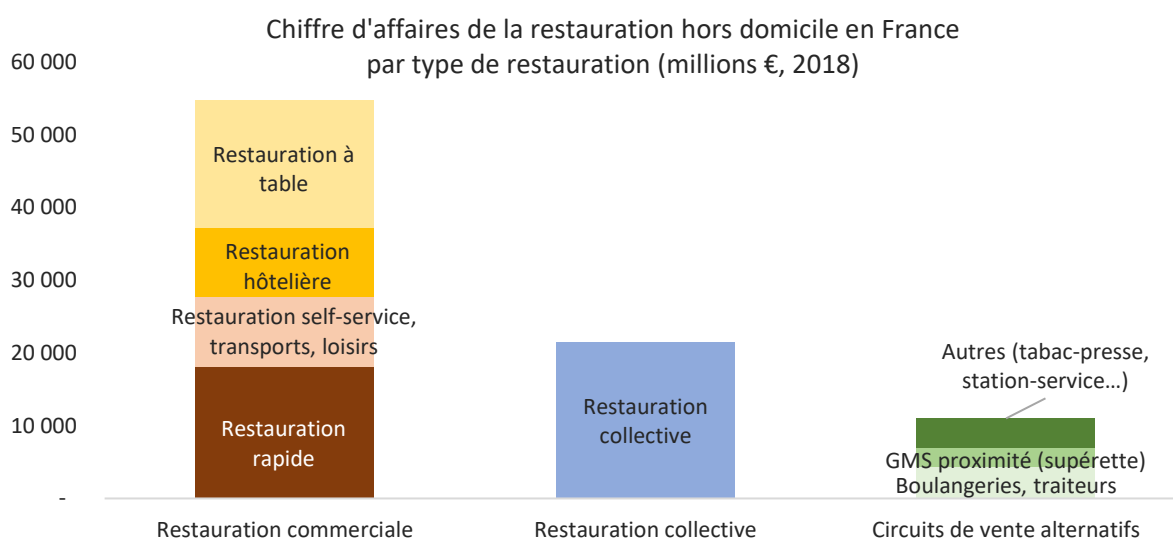 Chiffre d'affaires de la restauration hors domicile en France
par type de restauration (millions €, 2018)
60 000
50 000
40 000
30 000
20 000
10 000
-
Restauration à
table
Restauration
hôtelière
Restauration self-service,
transports, loisirs
Restauration
rapide
Restauration
collective
Autres (tabac-presse,
station-service…)
GMS proximité (supérette)
Boulangeries, traiteurs
Restauration commerciale
Restauration collective
Circuits de vente alternatifs